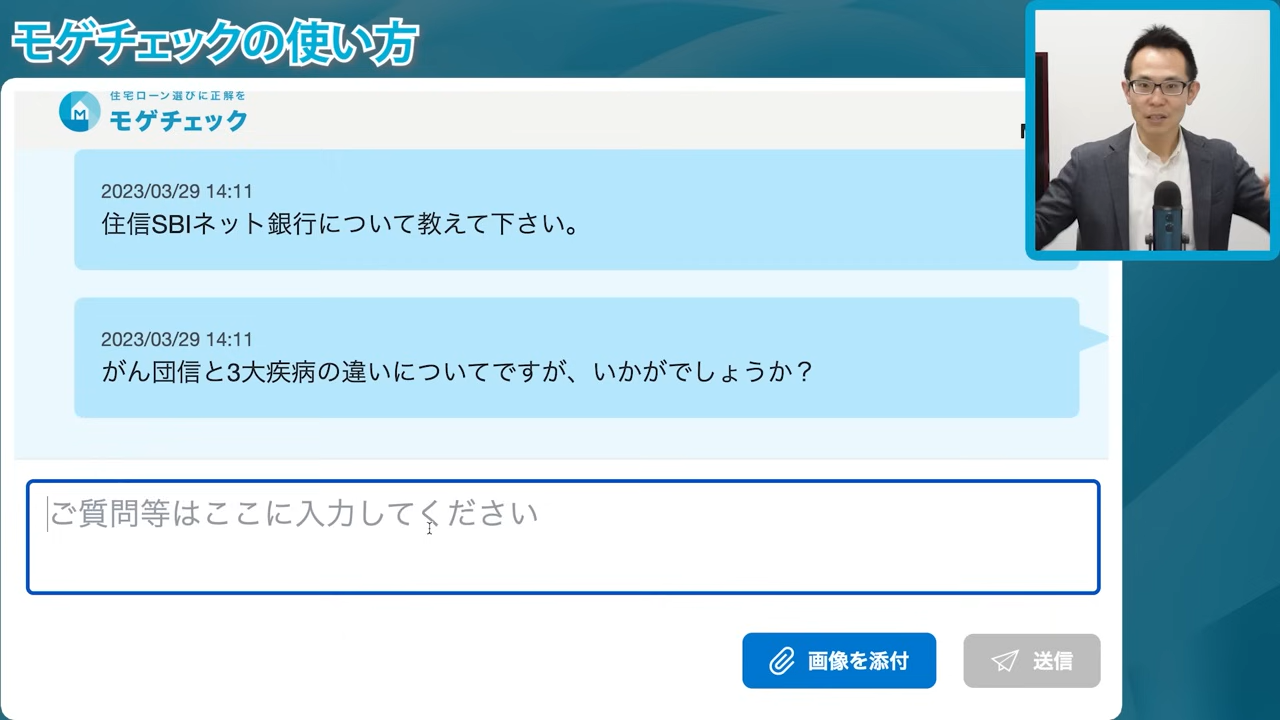 モゲチェックの使い方
住宅ローン選びに正解を
モゲチェック
2023/03/29 14:11
住信SBIネット銀行について教えて下さい。
2023/03/29 14:11
がん団信と3大疾病の違いについてですが、いかがでしょうか？
ご質問等はここに入力してください
画像を添付
送信